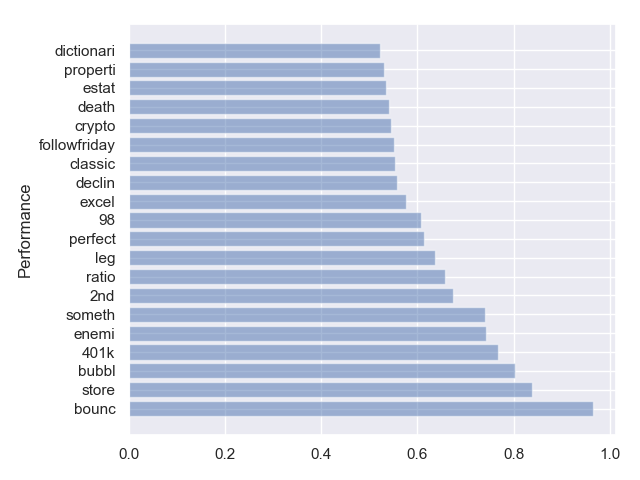 dictionari
properti
estat
death
crypto
followfriday
classic
declin
excel
98
perfect
leg
ratio
2nd
someth
enemi
401k
bubbl
store
bounc
Performance
0.0 0.2 0.4 0.6 0.8 1.0